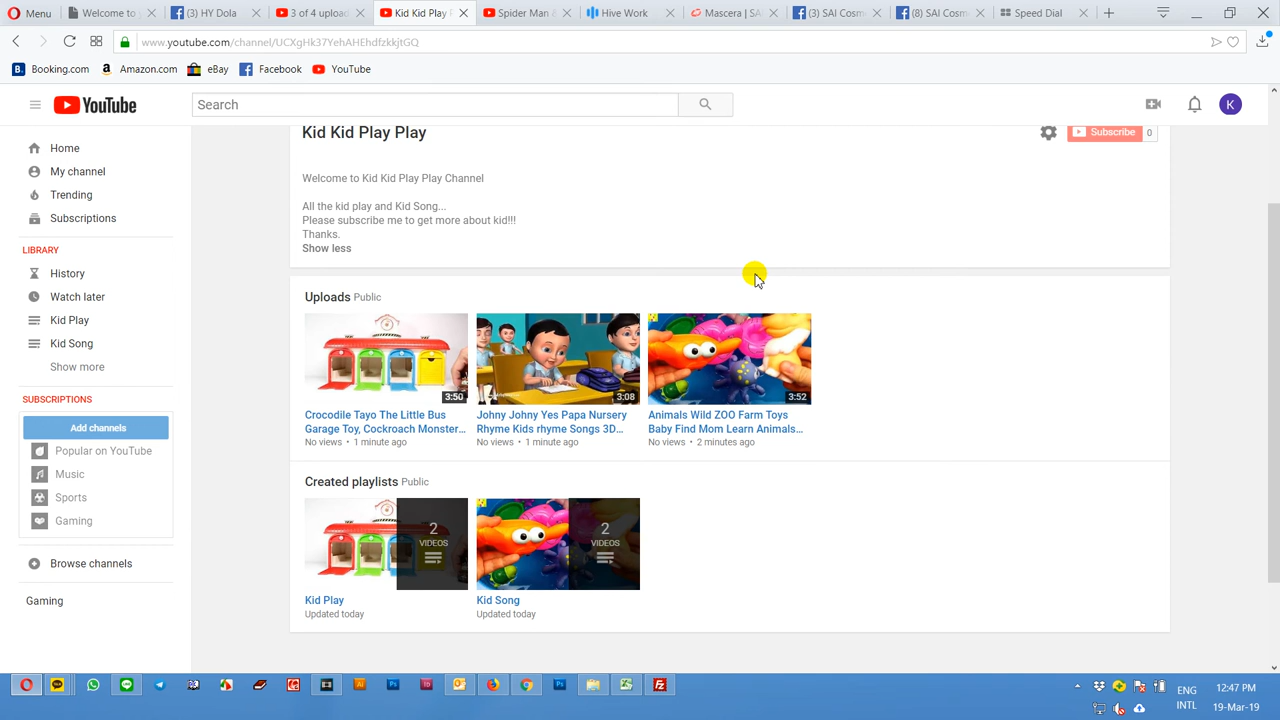 Menu
Welcome to
(3) HY Dola
3 of 4 upload
Kid Kid Play P
Spider Man &
Hive Work
Mascera | SA
(3) SAI Cosm
(8) SAI Cosm
Speed Dial
www.youtube.com/channel/UCXgHk37YehAHEhdfzkkjtGQ
Booking.com
Amazon.com
eBay
Facebook
YouTube
YouTube
Search
K
Home
My channel
Trending
Subscriptions
LIBRARY
History
Watch later
Kid Play
Kid Song
Show more
SUBSCRIPTIONS
Add channels
Popular on YouTube
Music
Sports
Gaming
Browse channels
Gaming
Kid Kid Play Play
Subscribe 0
Welcome to Kid Kid Play Play Channel
All the kid play and Kid Song...
Please subscribe me to get more about kid!!!
Thanks.
Show less
Uploads Public
3:50
3:08
3:52
Crocodile Tayo The Little Bus
Garage Toy, Cockroach Monster...
No views • 1 minute ago
Johny Johny Yes Papa Nursery
Rhyme Kids rhyme Songs 3D...
No views • 1 minute ago
Animals Wild ZOO Farm Toys
Baby Find Mom Learn Animals...
No views • 2 minutes ago
Created playlists Public
2
VIDEOS
2
VIDEOS
Kid Play
Updated today
Kid Song
Updated today
ENG
INTL
12:47 PM
19-Mar-19